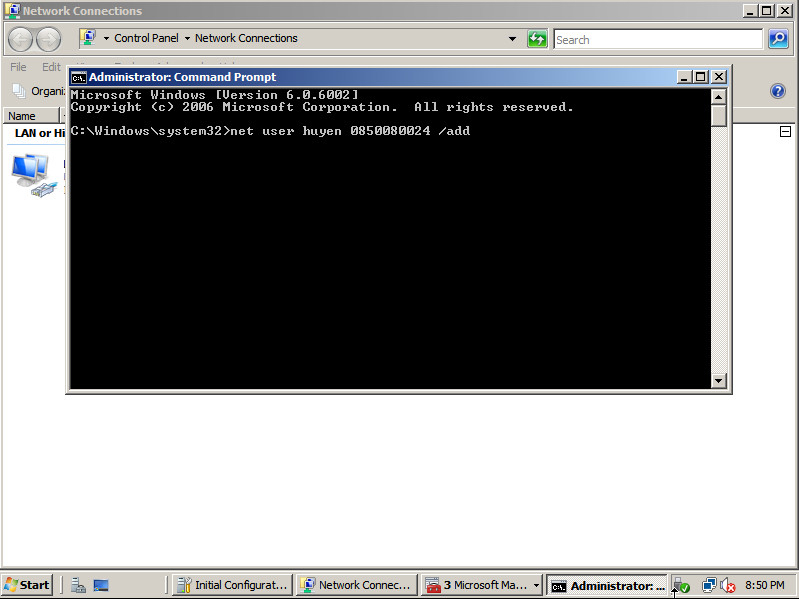 Network Connections
Control Panel
Network Connections
Search
File
Edit
Administrator: Command Prompt
Organi
Microsoft Windows [Version 6.0.6002]
Copyright (c) 2006 Microsoft Corporation.  All rights reserved.
Name
C:\Windows\system32>net user huyen 0850080024 /add
LAN or Hi
Start
Initial Configurat...
Network Connec...
3 Microsoft Ma...
Administrator: ...
8:50 PM